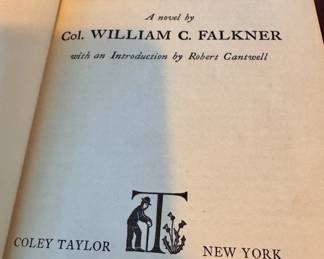 A novel by
Col. WILLIAM C. FALKNER
with an Introduction by Robert Cantwell
T
COLEY TAYLOR NEW YORK